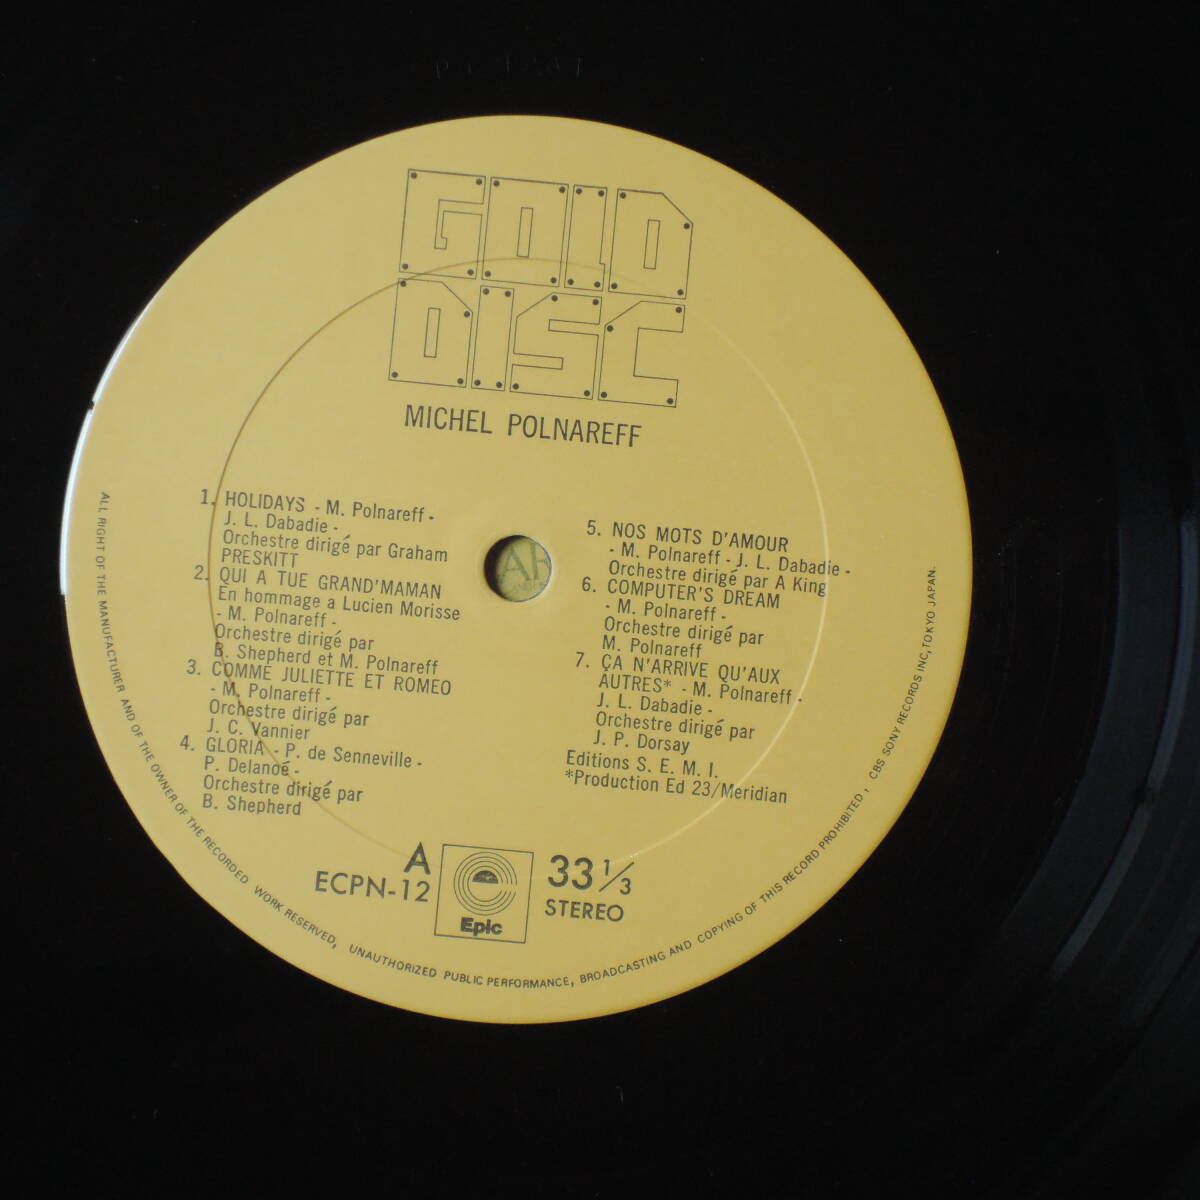 GOLD
DISC
MICHEL POLNAREFF
1. HOLIDAYS - M. Polnareff -
J. L. Dabadie -
Orchestre dirigé par Graham
PRESKITT
2. QUI A TUE GRAND'MAMAN
En hommage a Lucien Morisse
- M. Polnareff -
Orchestre dirigé par
B. Shepherd et M. Polnareff
3. COMME JULIETTE ET ROMEO
- M. Polnareff -
Orchestre dirigé par
J. C. Vannier
4. GLORIA - P. de Senneville -
P. Delanoé -
Orchestre dirigé par
B. Shepherd
5. NOS MOTS D'AMOUR
- M. Polnareff - J. L. Dabadie -
Orchestre dirigé par A King
6. COMPUTER'S DREAM
- M. Polnareff -
Orchestre dirigé par
M. Polnareff
7. ÇA N'ARRIVE QU'AUX
AUTRES* - M. Polnareff -
J. L. Dabadie -
Orchestre dirigé par
J. P. Dorsay
Editions S. E. M. I.
*Production Ed 23/Meridian
A
ECPN-12
Epic
33 1/3
STEREO
ALL RIGHT OF THE MANUFACTURER AND OF THE OWNER OF THE RECORDED WORK RESERVED, UNAUTHORIZED PUBLIC PERFORMANCE, BROADCASTING AND COPYING OF THIS RECORD PROHIBITED, CBS SONY RECORDS INC, TOKYO JAPAN.